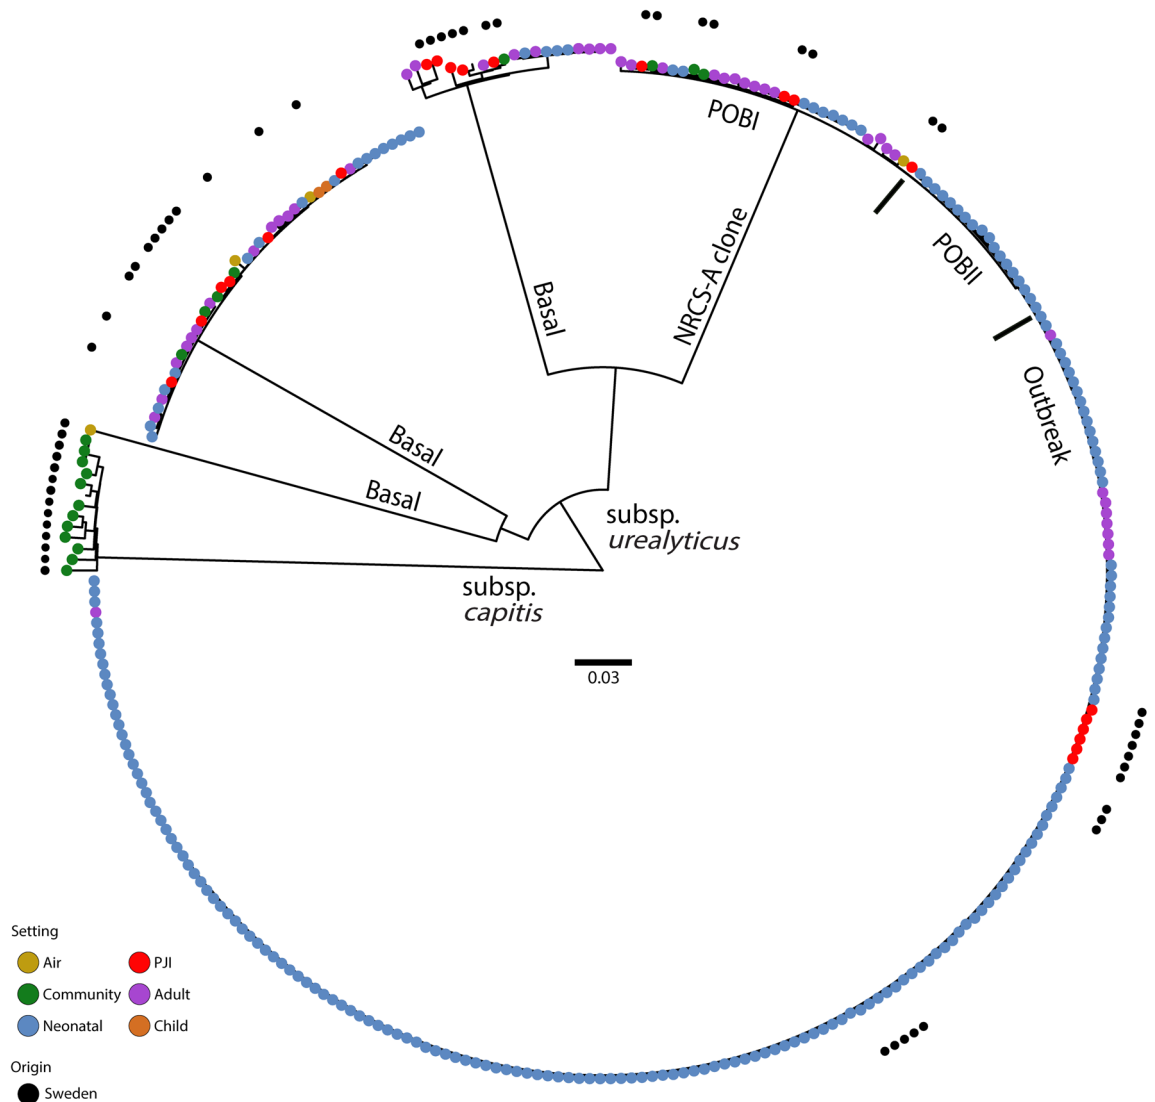 POBI
Basal
NRCS-A clone
POBII
Outbreak
Basal
Basal
subsp.
urealyticus
subsp.
capitis
0.03
Setting
Air
PJI
Community
Adult
Neonatal
Child
Origin
Sweden